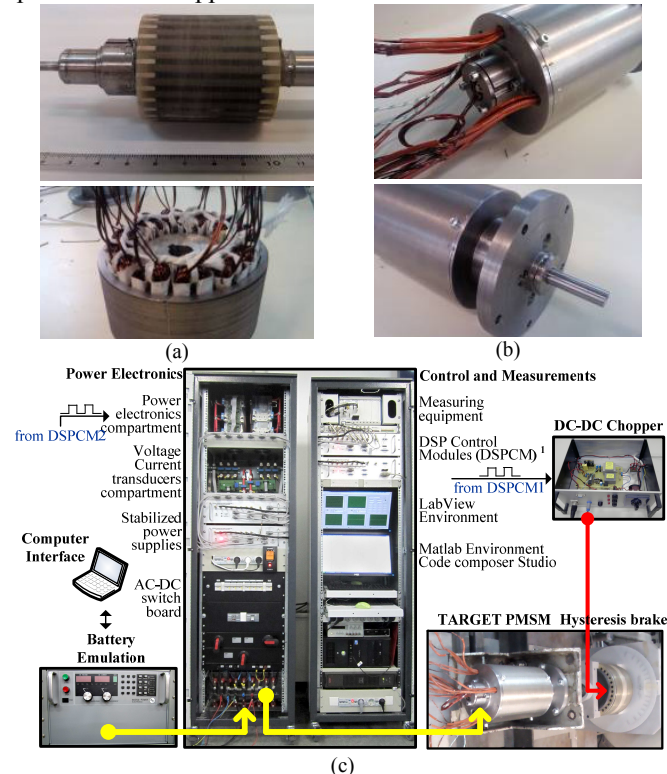 (a)
(b)
Power Electronics
Control and Measurements
Power
electronics
compartment
from DSPCM2
Voltage
Current
transducers
compartment
Stabilized
power
supplies
Computer
Interface
AC-DC
switch
board
Battery
Emulation
Measuring
equipment
DSP Control
Modules (DSPCM) 1
from DSPCM1
DC-DC Chopper
LabView
Environment
Matlab Environment
Code composer Studio
TARGET PMSM
Hysteresis brake
(c)